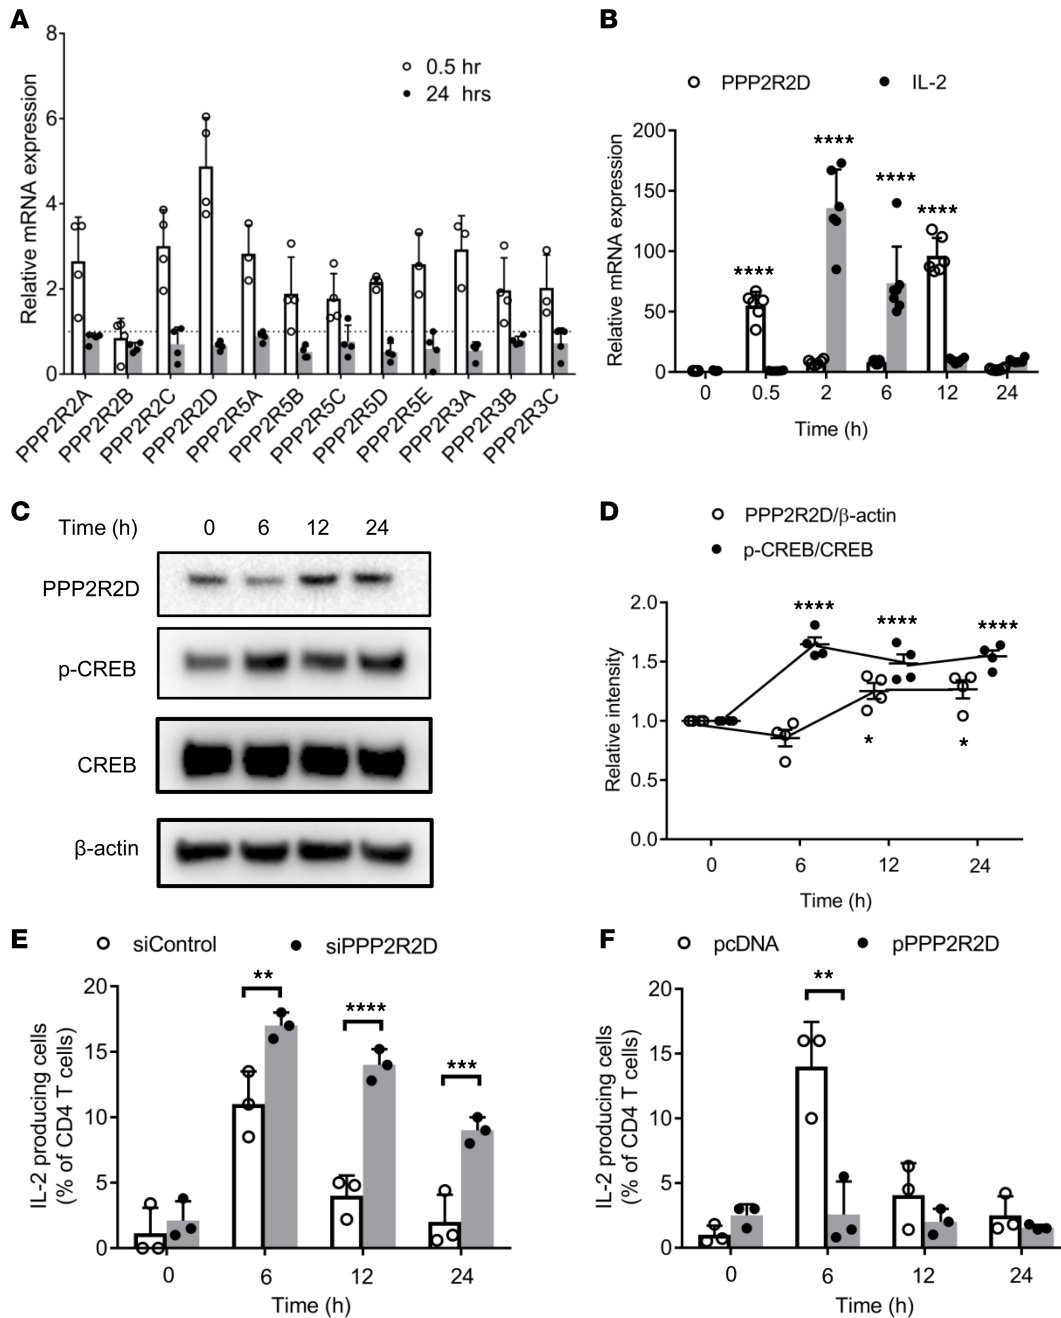 A
8
6
4
2
0
Relative mRNA expression
0.5 hr
24 hrs
PPP2R2A
PPP2R2B
PPP2R2C
PPP2R2D
PPP2R5A
PPP2R5B
PPP2R5C
PPP2R5D
PPP2R5E
PPP2R3A
PPP2R3B
PPP2R3C
B
PPP2R2D IL-2
200
150
100
50
0
Relative mRNA expression
****
****
****
****
0 0.5 2 6 12 24
Time (h)
C
Time (h) 0 6 12 24
PPP2R2D
p-CREB
CREB
β-actin
D
PPP2R2D/β-actin
p-CREB/CREB
2.0
1.5
1.0
0.5
0.0
Relative intensity
**** **** ****
* *
0 6 12 24
Time (h)
E
siControl siPPP2R2D
20
15
10
5
0
IL-2 producing cells
(% of CD4 T cells)
**
****
***
0 6 12 24
Time (h)
F
pcDNA pPPP2R2D
20
15
10
5
0
IL-2 producing cells
(% of CD4 T cells)
**
0 6 12 24
Time (h)